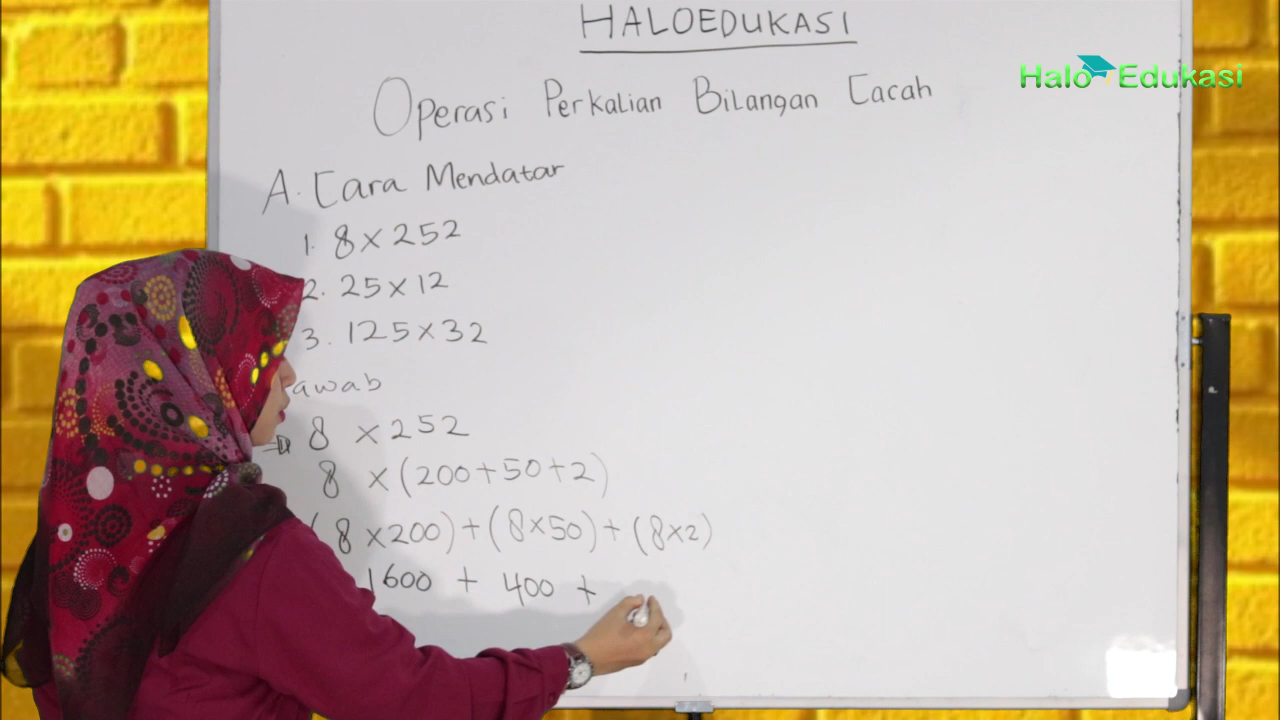 HALOEDUKASI
Halo Edukasi
Operasi Perkalian Bilangan Cacah
A. Cara Mendatar
1. 8 × 252
2. 25 × 12
3. 125 × 32
awab
8 × 252
8 × (200 + 50 + 2)
(8 × 200) + (8 × 50) + (8 × 2)
1600 + 400 +